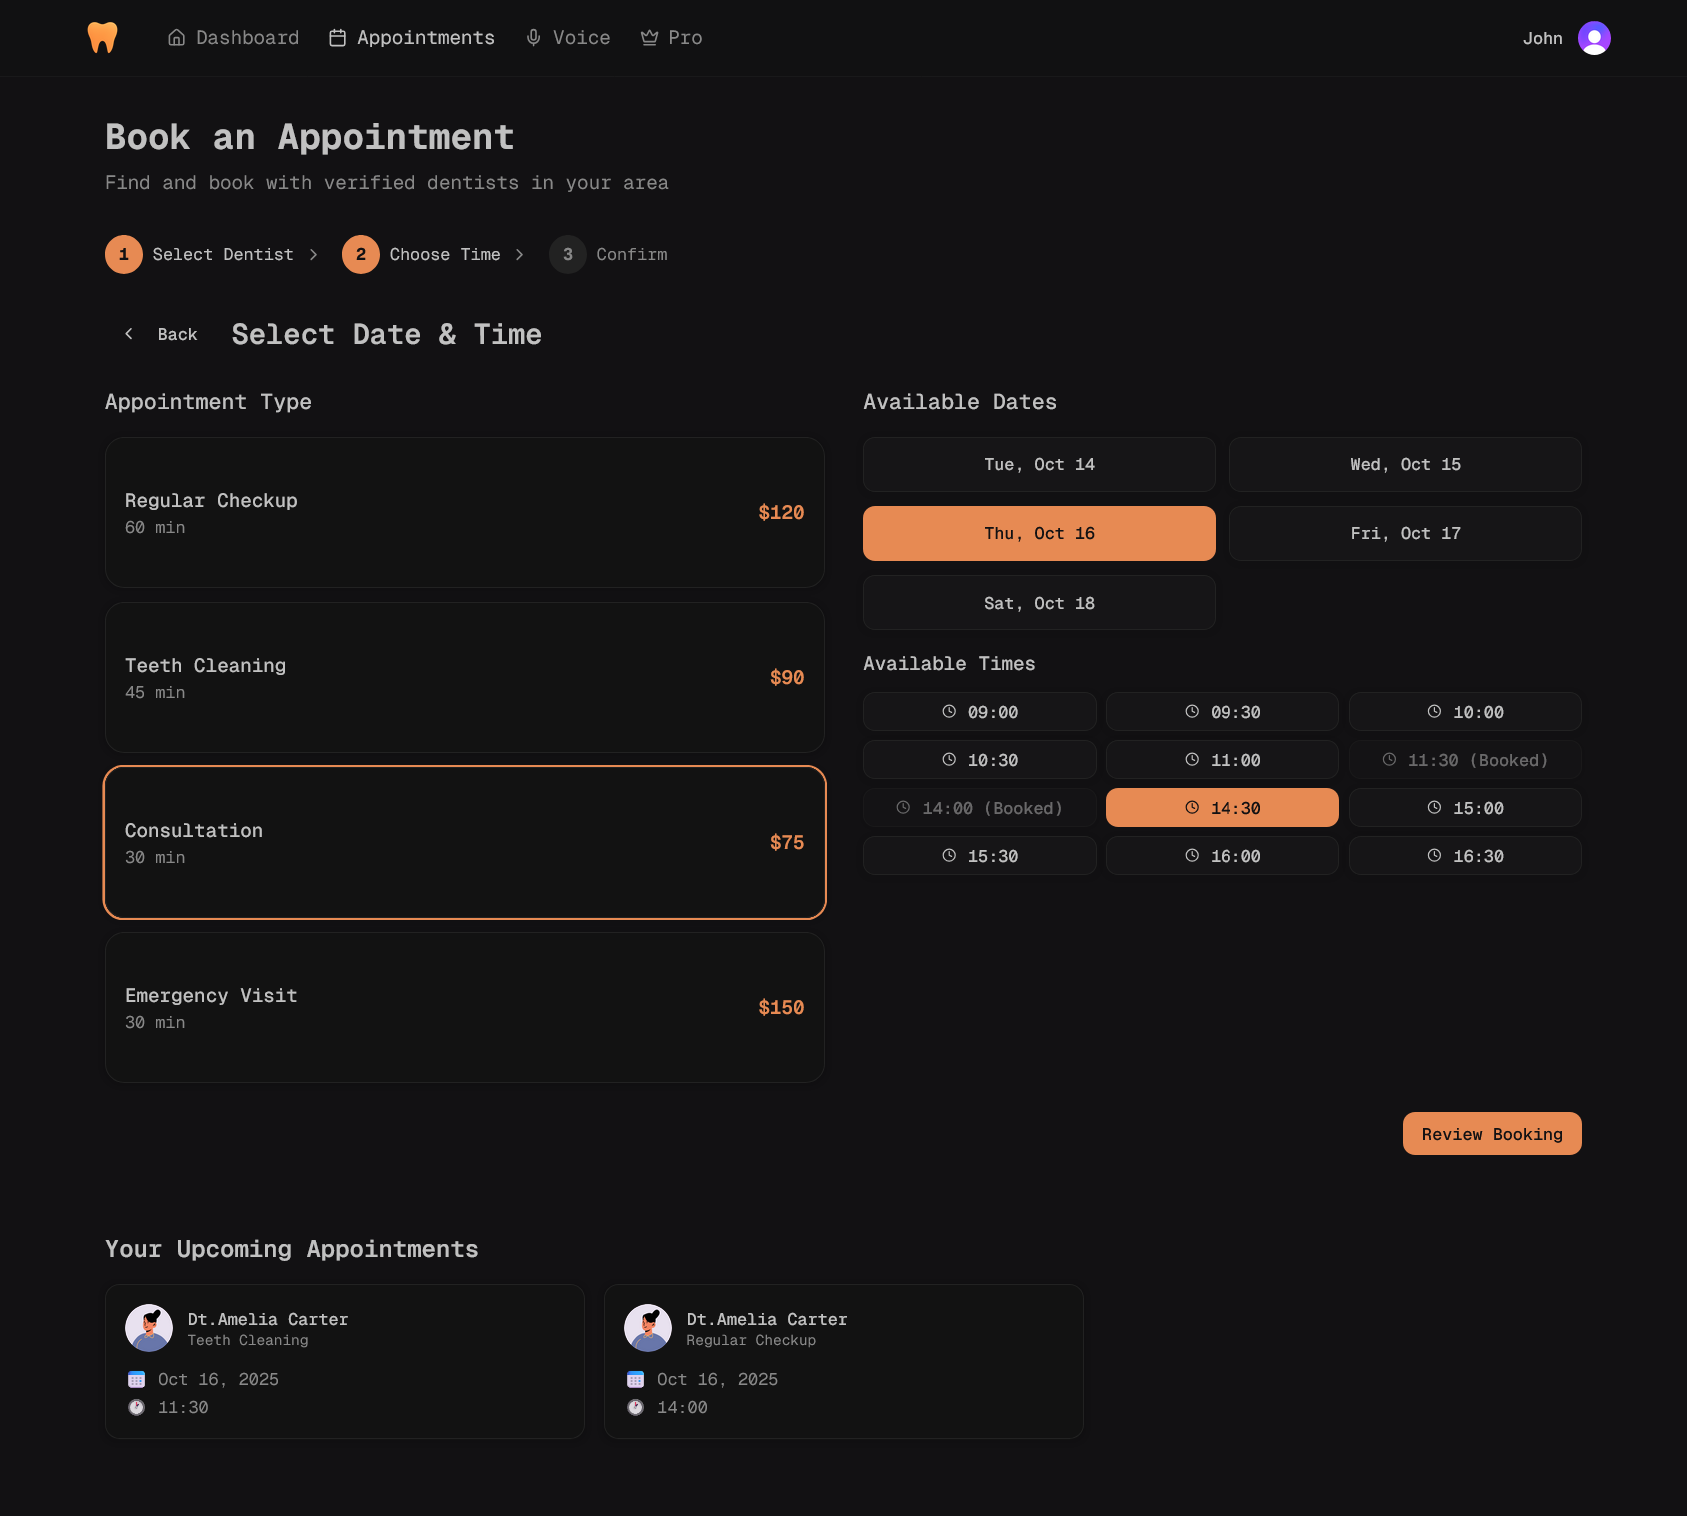 Dashboard Appointments Voice Pro John
Book an Appointment
Find and book with verified dentists in your area
1 Select Dentist 2 Choose Time 3 Confirm
Back Select Date & Time
Appointment Type
Regular Checkup
60 min
$120
Teeth Cleaning
45 min
$90
Consultation
30 min
$75
Emergency Visit
30 min
$150
Available Dates
Tue, Oct 14 Wed, Oct 15
Thu, Oct 16 Fri, Oct 17
Sat, Oct 18
Available Times
09:00 09:30 10:00
10:30 11:00 11:30 (Booked)
14:00 (Booked) 14:30 15:00
15:30 16:00 16:30
Review Booking
Your Upcoming Appointments
Dt.Amelia Carter
Teeth Cleaning
Oct 16, 2025
11:30
Dt.Amelia Carter
Regular Checkup
Oct 16, 2025
14:00